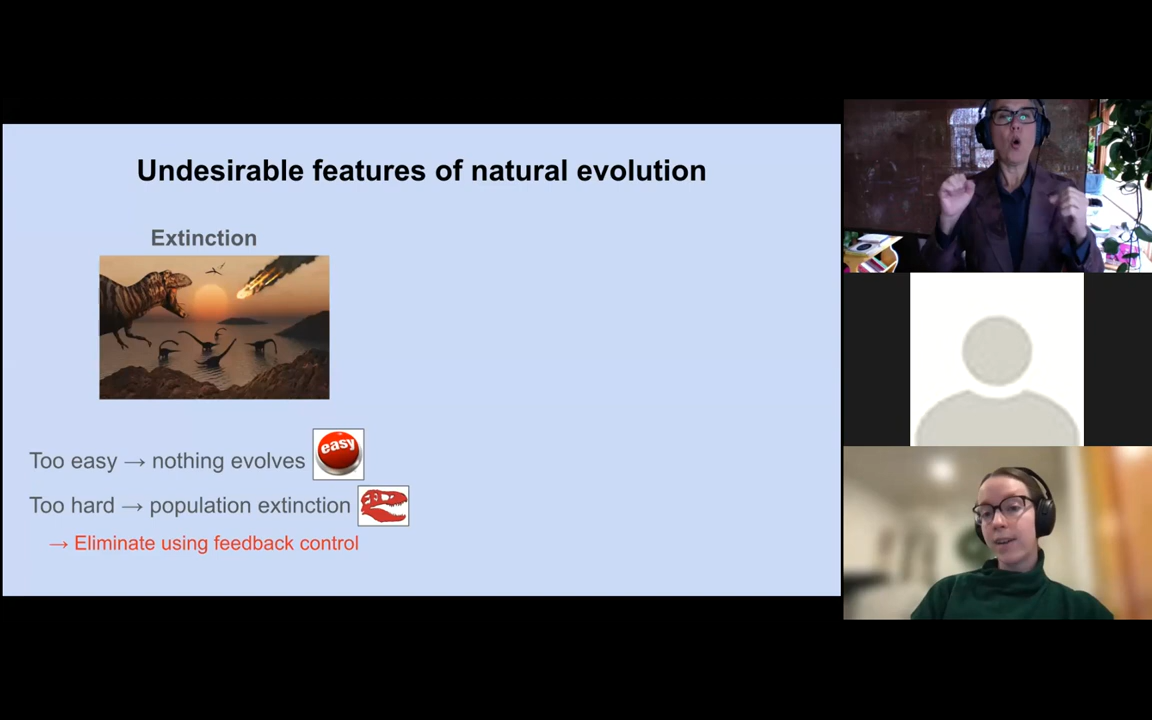 Undesirable features of natural evolution
Extinction
Too easy → nothing evolves
easy
Too hard → population extinction
→ Eliminate using feedback control